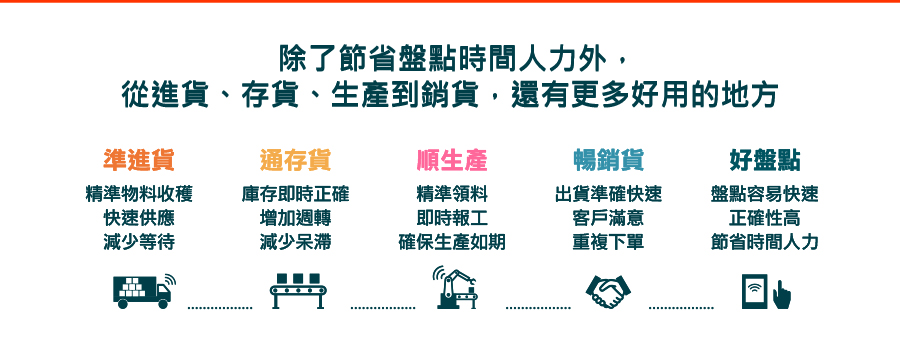 除了節省盤點時間人力外，
從進貨、存貨、生產到銷貨，還有更多好用的地方
準進貨
精準物料收穫
快速供應
減少等待
通存貨
庫存即時正確
增加週轉
減少呆滯
順生產
精準領料
即時報工
確保生產如期
暢銷貨
出貨準確快速
客戶滿意
重複下單
好盤點
盤點容易快速
正確性高
節省時間人力